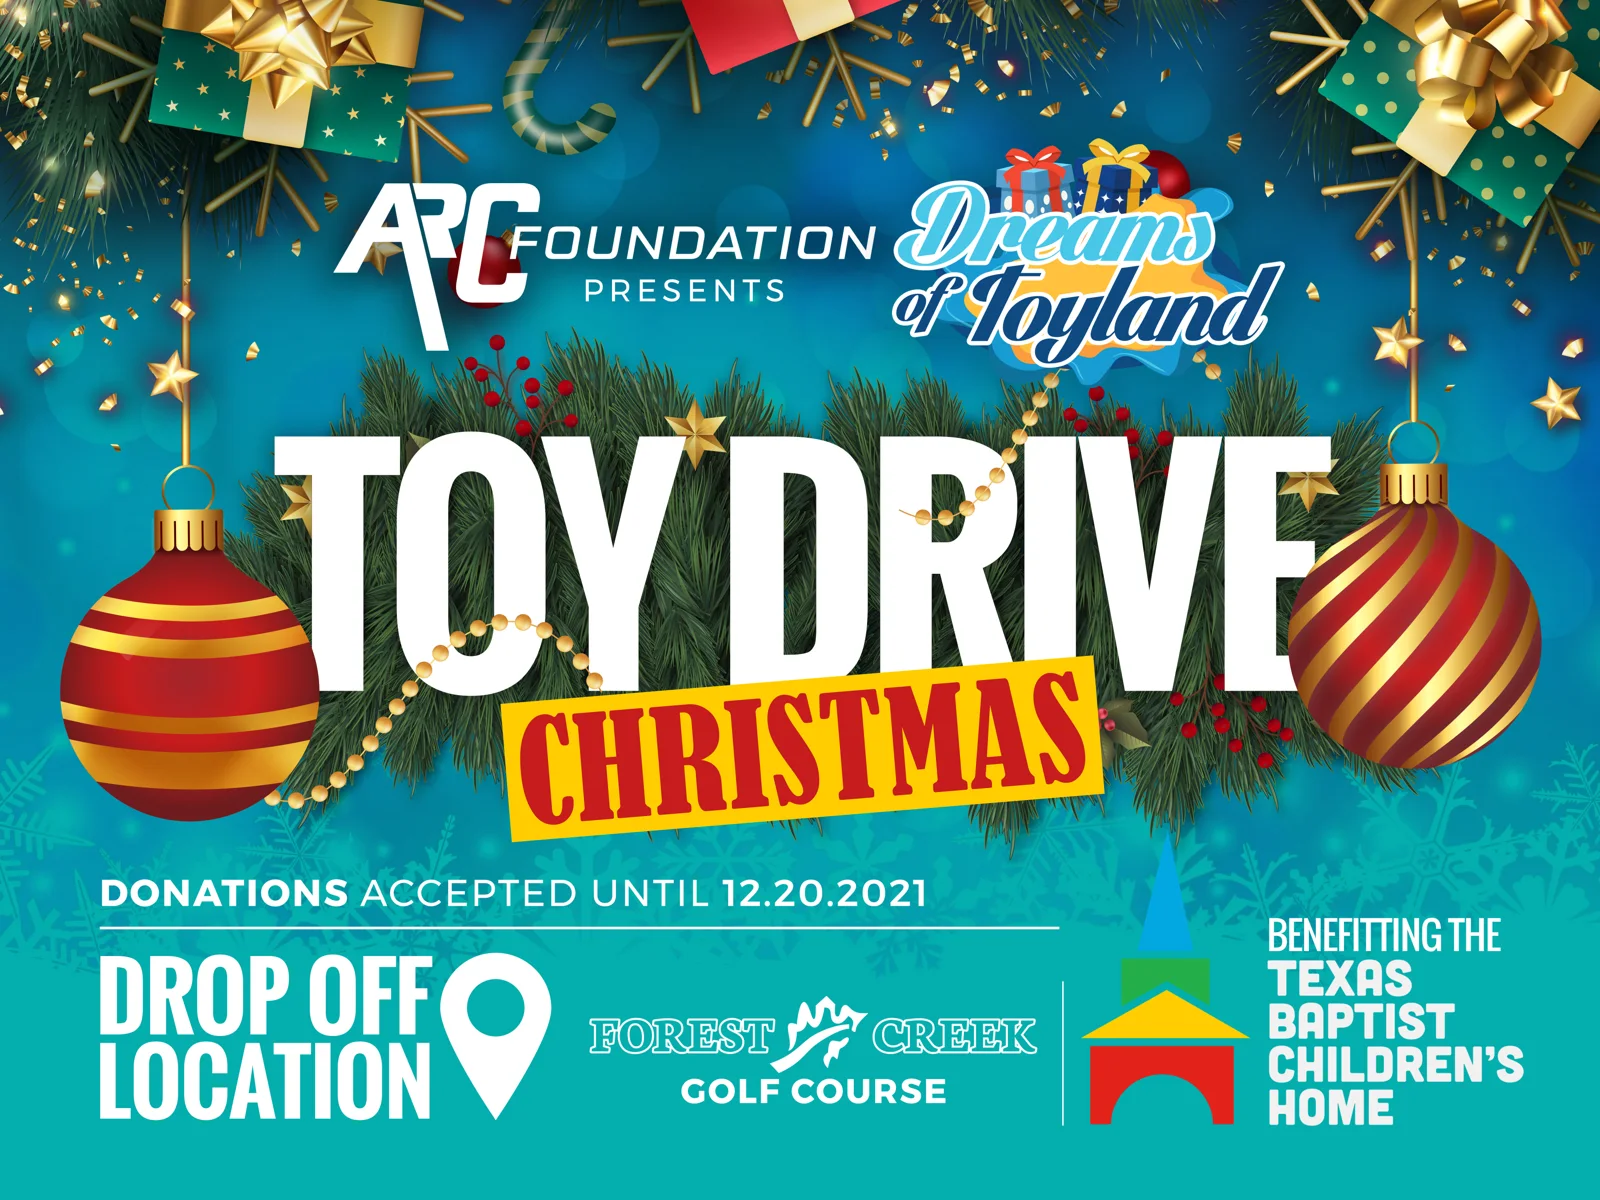 ARC FOUNDATION
PRESENTS
Dreams
of Toyland
TOY DRIVE
CHRISTMAS
DONATIONS ACCEPTED UNTIL 12.20.2021
DROP OFF
LOCATION
FOREST CREEK
GOLF COURSE
BENEFITTING THE
TEXAS
BAPTIST
CHILDREN'S
HOME